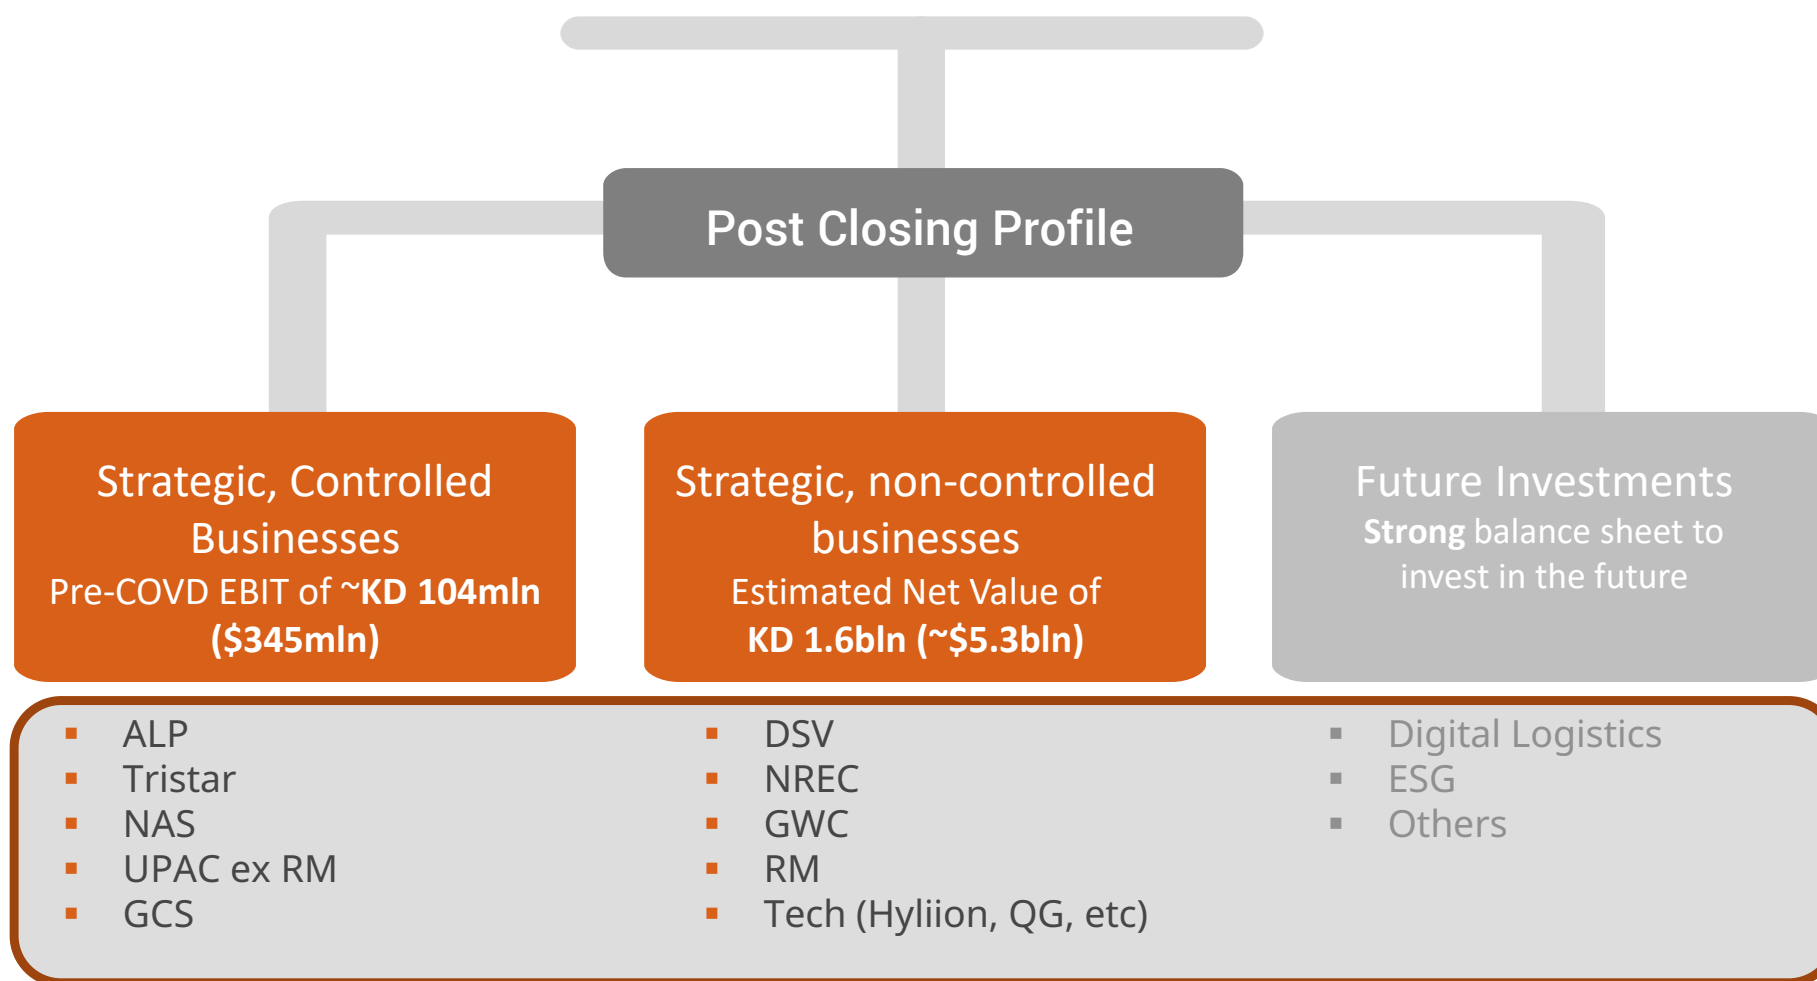 Post Closing Profile
Strategic, Controlled
Businesses
Pre-COVD EBIT of ~KD 104mln
($345mln)
Strategic, non-controlled
businesses
Estimated Net Value of
KD 1.6bln (~$5.3bln)
Future Investments
Strong balance sheet to
invest in the future
▪ ALP
▪ Tristar
▪ NAS
▪ UPAC ex RM
▪ GCS
▪ DSV
▪ NREC
▪ GWC
▪ RM
▪ Tech (Hyliion, QG, etc)
▪ Digital Logistics
▪ ESG
▪ Others